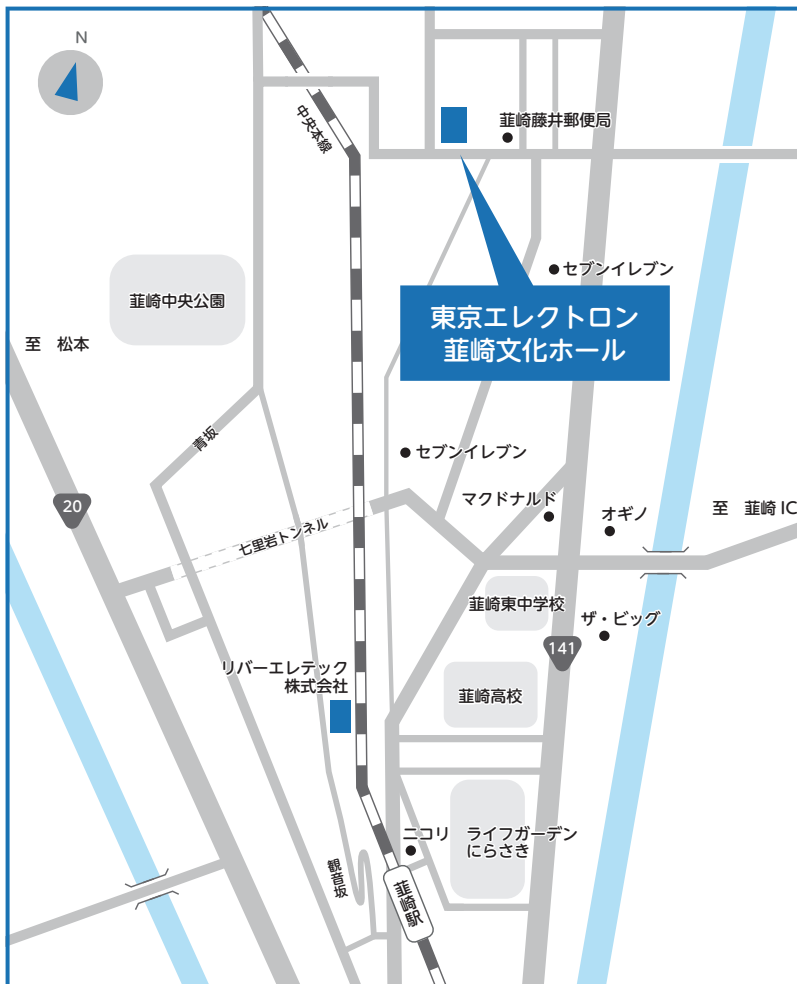 N
中央本線
韮崎藤井郵便局
セブンイレブン
韮崎中央公園
東京エレクトロン
韮崎文化ホール
至 松本
青坂
セブンイレブン
20
マクドナルド
オギノ
至 韮崎 IC
七里岩トンネル
韮崎東中学校
ザ・ビッグ
141
リバーエレテック
株式会社
韮崎高校
ニコリ
ライフガーデン
にらさき
観音坂
韮崎駅